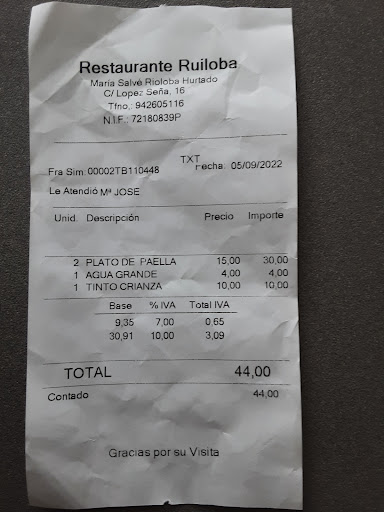 Restaurante Ruiloba
María Salvé Rioloba Hurtado
C/ Lopez Seña, 16
Tfno,: 942605116
N.I.F.: 72180839P
TXT
Fra Sim: 00002TB110448 Fecha: 05/09/2022
Le Atendió Mª JOSE
Unid. Descripción Precio Importe
2 PLATO DE PAELLA 15,00 30,00
1 AGUA GRANDE 4,00 4,00
1 TINTO CRIANZA 10,00 10,00
Base % IVA Total IVA
9,35 7,00 0,65
30,91 10,00 3,09
TOTAL 44,00
Contado 44,00
Gracias por su Visita